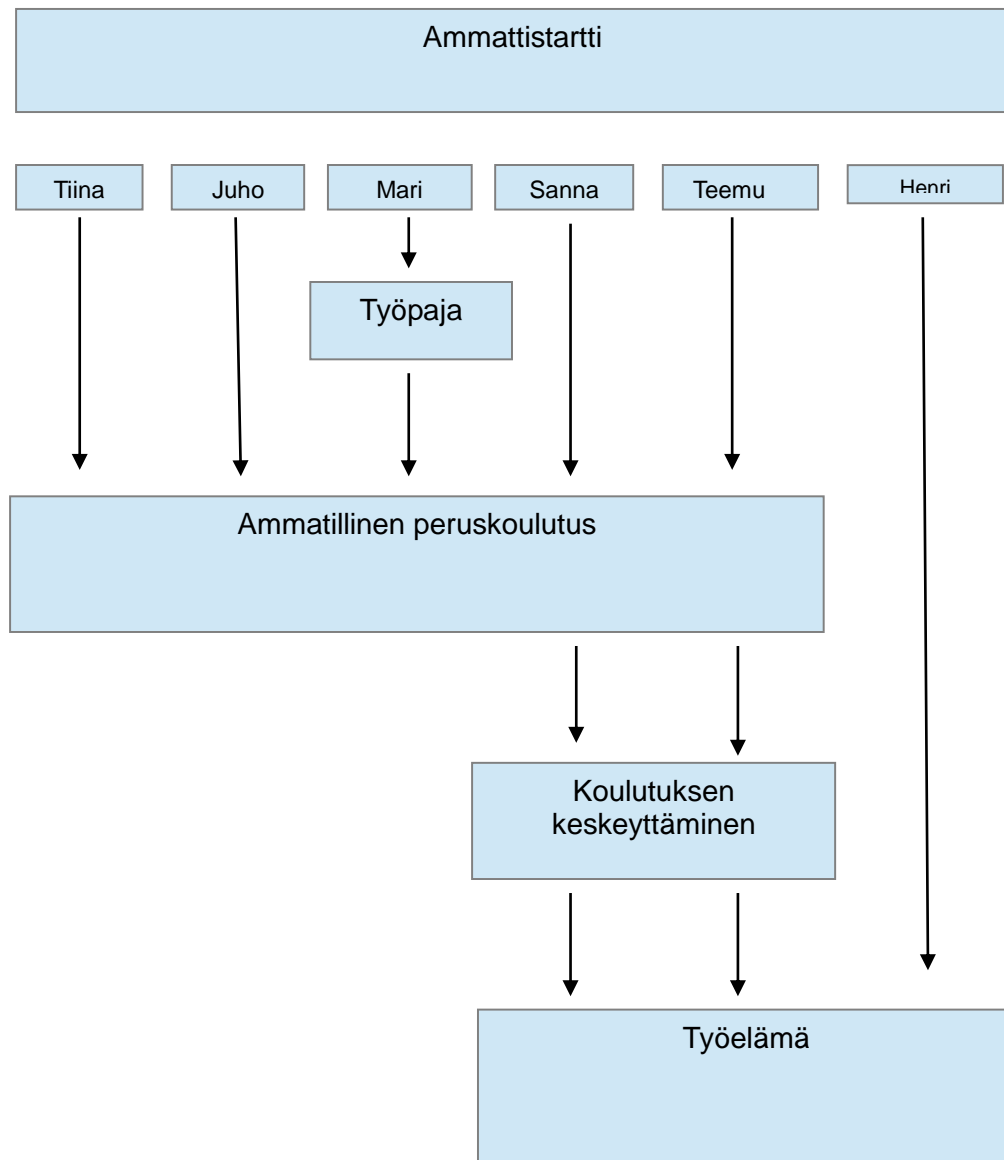 Ammattistartti
Tiina
Juho
Mari
Sanna
Teemu
Henri
Työpaja
Ammatillinen peruskoulutus
Koulutuksen
keskeyttäminen
Työelämä